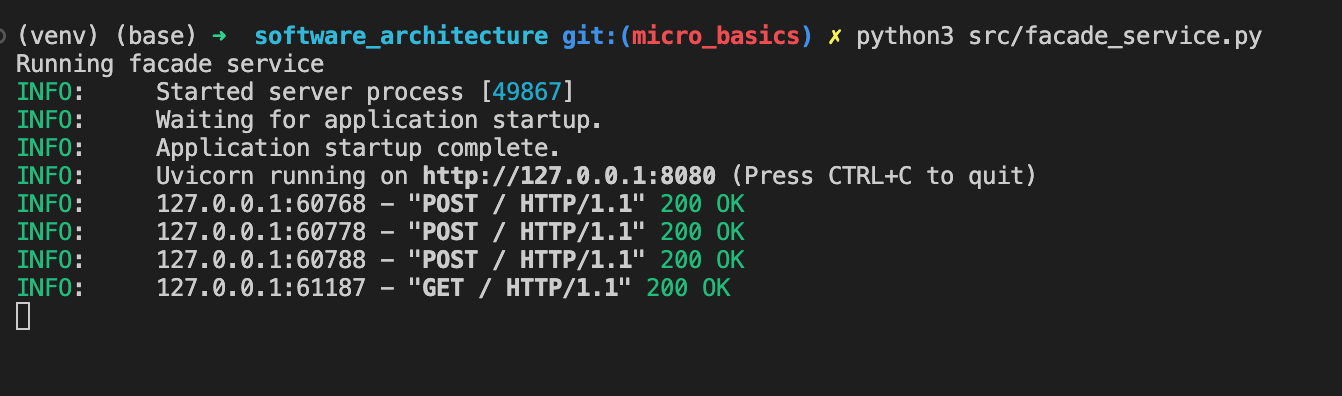 (venv) (base) ➜  software_architecture git:(micro_basics) ✗ python3 src/facade_service.py
Running facade service
INFO:     Started server process [49867]
INFO:     Waiting for application startup.
INFO:     Application startup complete.
INFO:     Uvicorn running on http://127.0.0.1:8080 (Press CTRL+C to quit)
INFO:     127.0.0.1:60768 - "POST / HTTP/1.1" 200 OK
INFO:     127.0.0.1:60778 - "POST / HTTP/1.1" 200 OK
INFO:     127.0.0.1:60788 - "POST / HTTP/1.1" 200 OK
INFO:     127.0.0.1:61187 - "GET / HTTP/1.1" 200 OK